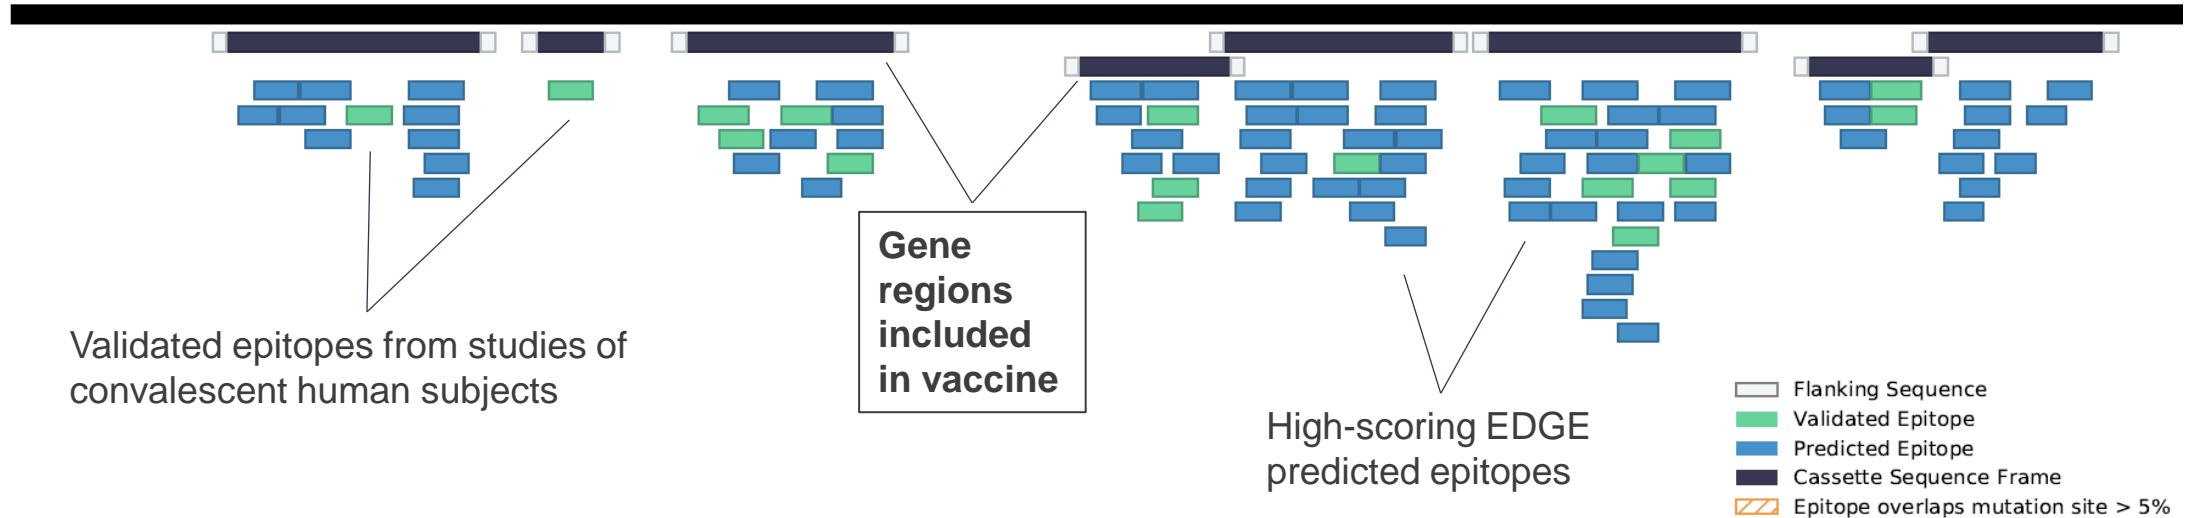 Validated epitopes from studies of
convalescent human subjects
Gene
regions
included
in vaccine
High-scoring EDGE
predicted epitopes
Flanking Sequence
Validated Epitope
Predicted Epitope
Cassette Sequence Frame
Epitope overlaps mutation site > 5%